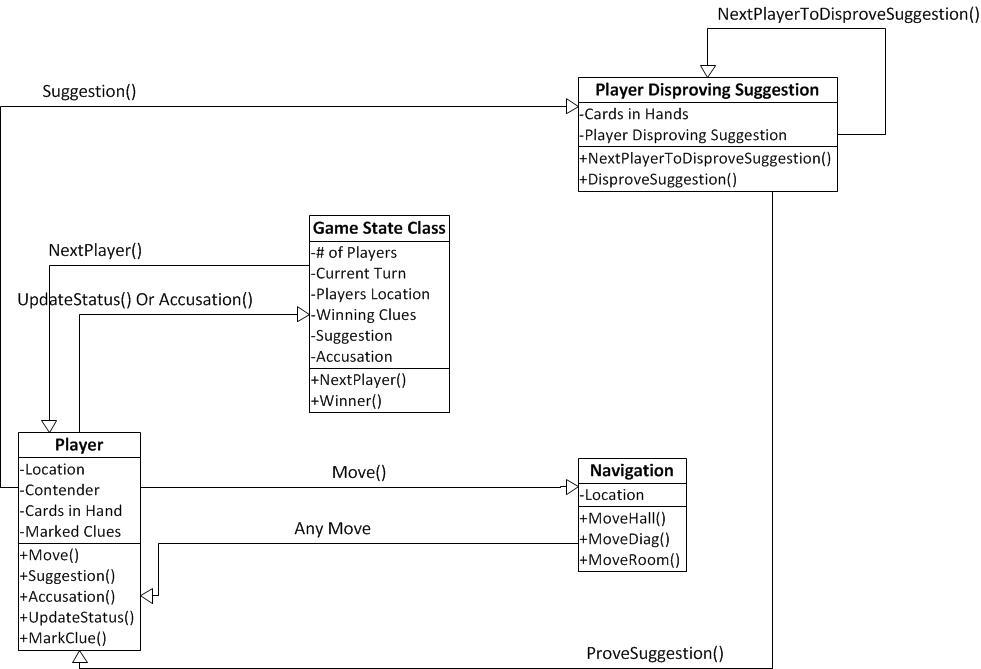 NextPlayerToDisproveSuggestion()
Suggestion()
Player Disproving Suggestion
-Cards in Hands
-Player Disproving Suggestion
+NextPlayerToDisproveSuggestion()
+DisproveSuggestion()
Game State Class
-# of Players
-Current Turn
-Players Location
-Winning Clues
-Suggestion
-Accusation
+NextPlayer()
+Winner()
NextPlayer()
UpdateStatus() Or Accusation()
Player
-Location
-Contender
-Cards in Hand
-Marked Clues
+Move()
+Suggestion()
+Accusation()
+UpdateStatus()
+MarkClue()
Move()
Any Move
Navigation
-Location
+MoveHall()
+MoveDiag()
+MoveRoom()
ProveSuggestion()